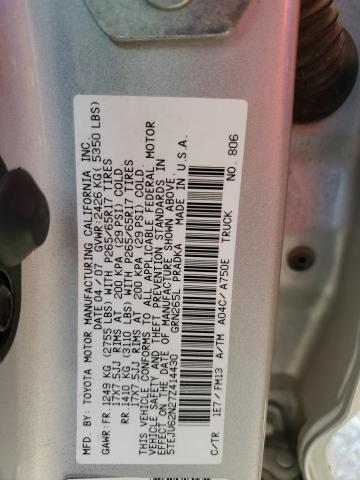 MFD. BY: TOYOTA MOTOR MANUFACTURING CALIFORNIA, INC.
DATE 04/07 GVWR:2426 KG( 5350 LBS)
GAWR:FR.1249 KG (2755 LBS) WITH P265/65R17 TIRES
17X7.5JJ RIMS AT 200 KPA (29 PSI) COLD
RR:1410 KG (3110 LBS) WITH P265/65R17 TIRES
17X7.5JJ RIMS AT 200 KPA (29 PSI) COLD.
THIS VEHICLE CONFORMS TO ALL APPLICABLE FEDERAL MOTOR
VEHICLE SAFETY AND THEFT PREVENTION STANDARDS IN
EFFECT ON THE DATE OF MANUFACTURE SHOWN ABOVE.
5TEJU62N27Z414430 GRN265L PRADKA MADE IN U.S.A.
C/TR 1E7/FM13 A/TM A04C/A750E TRUCK
NO. 806